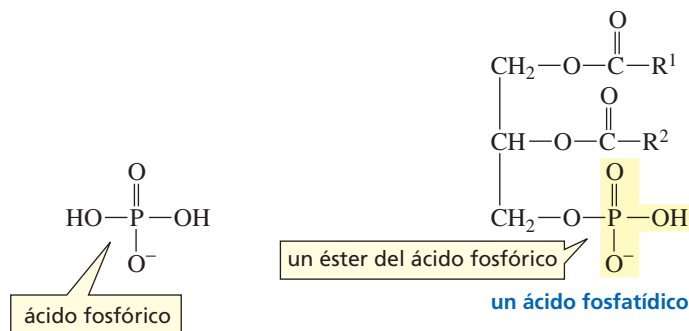 O
CH₂—O—C—R¹
O
CH—O—C—R²
O O
HO—P—OH CH₂—O—P—OH
O⁻ O⁻
un éster del ácido fosfórico
ácido fosfórico
un ácido fosfatídico